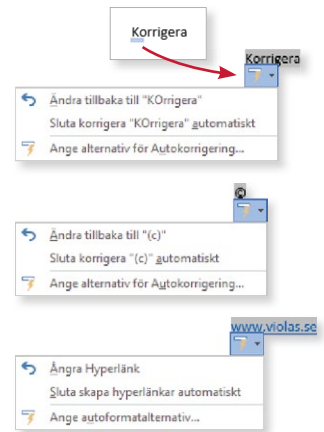 Korrigera
Korrigera
Ändra tillbaka till "KOrrigera"
Sluta korrigera "KOrrigera" automatiskt
Ange alternativ för Autokorrigering...
©
Ändra tillbaka till "(c)"
Sluta korrigera "(c)" automatiskt
Ange alternativ för Autokorrigering...
www.violas.se
Ångra Hyperlänk
Sluta skapa hyperlänkar automatiskt
Ange autoformatalternativ...